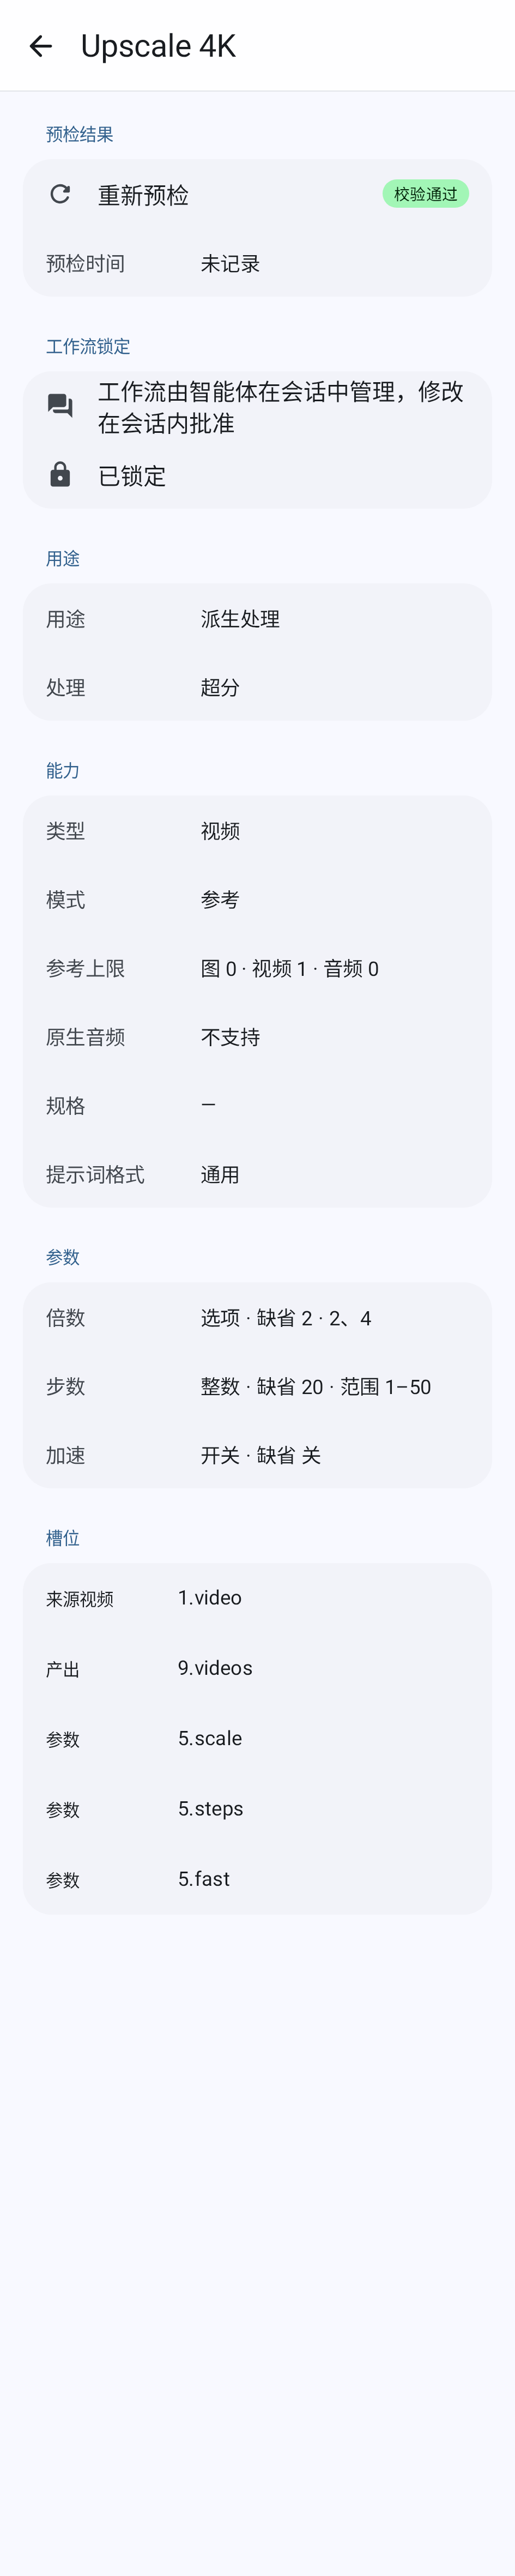 Upscale 4K
预检结果
重新预检
校验通过
预检时间 未记录
工作流锁定
工作流由智能体在会话中管理，修改
在会话内批准
已锁定
用途
用途 派生处理
处理 超分
能力
类型 视频
模式 参考
参考上限 图 0 · 视频 1 · 音频 0
原生音频 不支持
规格 —
提示词格式 通用
参数
倍数 选项 · 缺省 2 · 2、4
步数 整数 · 缺省 20 · 范围 1–50
加速 开关 · 缺省 关
槽位
来源视频 1.video
产出 9.videos
参数 5.scale
参数 5.steps
参数 5.fast